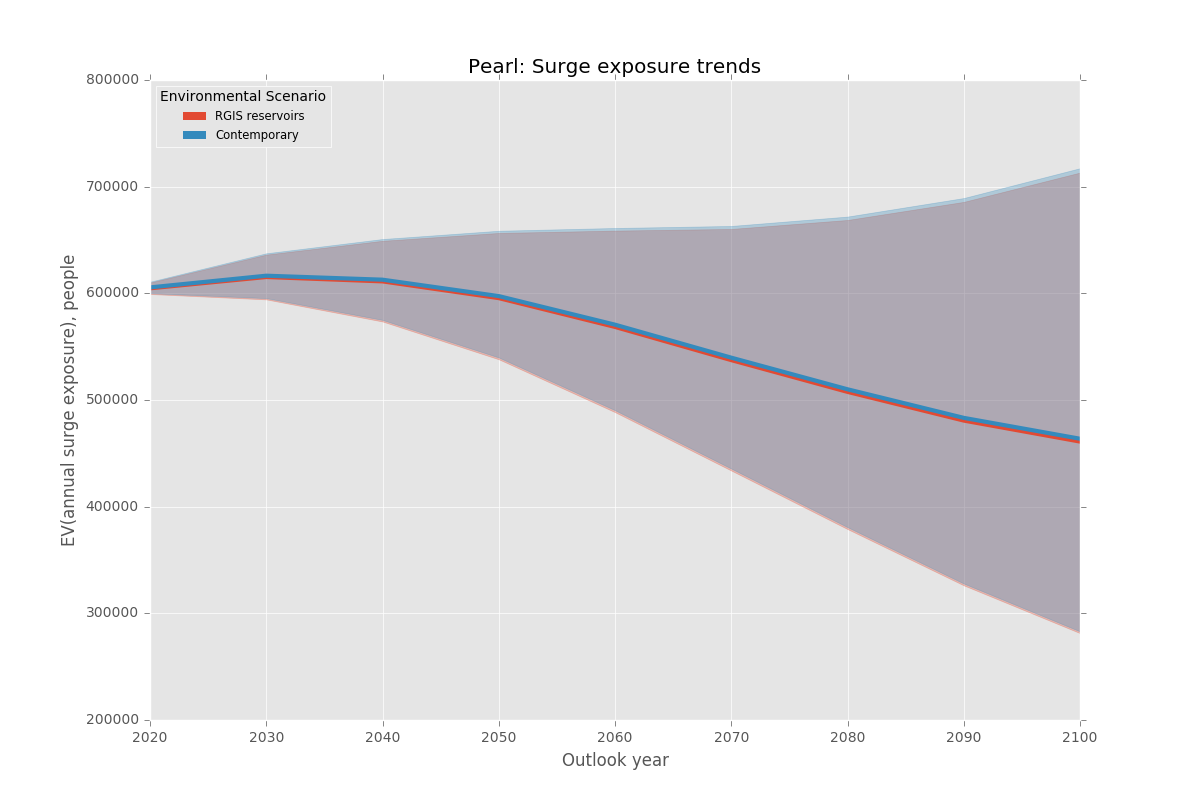 Pearl: Surge exposure trends
800000
700000
600000
500000
400000
300000
200000
EV(annual surge exposure), people
Environmental Scenario
RGIS reservoirs
Contemporary
2020 2030 2040 2050 2060 2070 2080 2090 2100
Outlook year